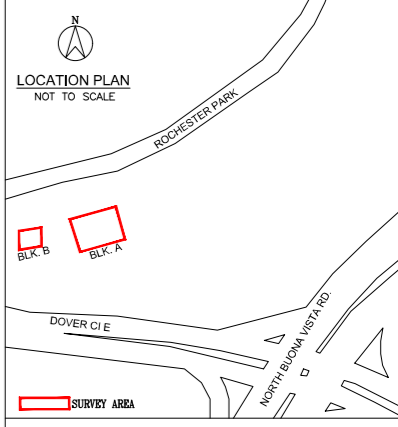 N
LOCATION PLAN
NOT TO SCALE
ROCHESTER PARK
BLK. B
BLK. A
DOVER CI E
NORTH BUONA VISTA RD.
SURVEY AREA